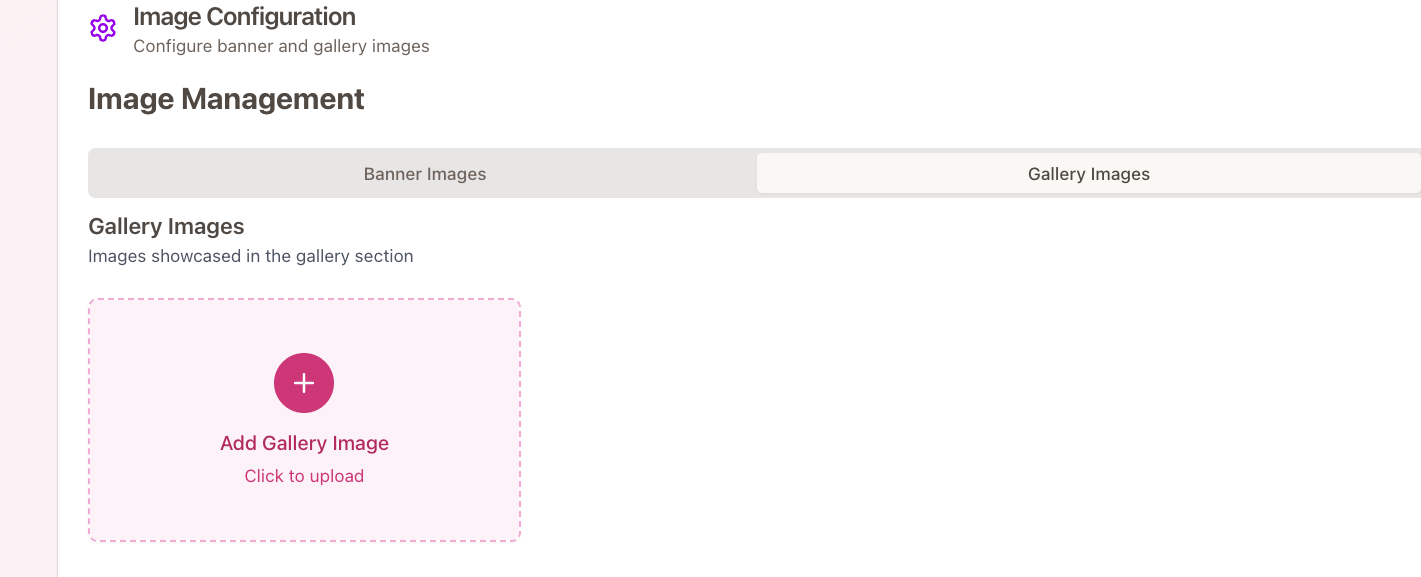 Image Configuration
Configure banner and gallery images
Image Management
Banner Images
Gallery Images
Gallery Images
Images showcased in the gallery section
Add Gallery Image
Click to upload